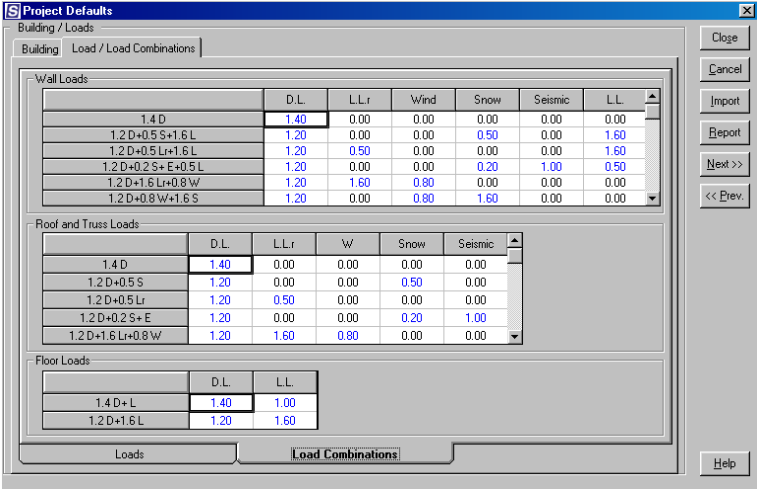 Project Defaults
Building / Loads
Building Load / Load Combinations
Wall Loads
D.L. L.L.r Wind Snow Seismic L.L.
1.4 D 1.40 0.00 0.00 0.00 0.00 0.00
1.2 D+0.5 S+1.6 L 1.20 0.00 0.00 0.50 0.00 1.60
1.2 D+0.5 Lr+1.6 L 1.20 0.50 0.00 0.00 0.00 1.60
1.2 D+0.2 S+ E+0.5 L 1.20 0.00 0.00 0.20 1.00 0.50
1.2 D+1.6 Lr+0.8 W 1.20 1.60 0.80 0.00 0.00 0.00
1.2 D+0.8 W+1.6 S 1.20 0.00 0.80 1.60 0.00 0.00
Roof and Truss Loads
D.L. L.L.r W Snow Seismic
1.4 D 1.40 0.00 0.00 0.00 0.00
1.2 D+0.5 S 1.20 0.00 0.00 0.50 0.00
1.2 D+0.5 Lr 1.20 0.50 0.00 0.00 0.00
1.2 D+0.2 S+ E 1.20 0.00 0.00 0.20 1.00
1.2 D+1.6 Lr+0.8 W 1.20 1.60 0.80 0.00 0.00
Floor Loads
D.L. L.L.
1.4 D+ L 1.40 1.00
1.2 D+1.6 L 1.20 1.60
Loads Load Combinations
Close
Cancel
Import
Report
Next >>
<< Prev.
Help